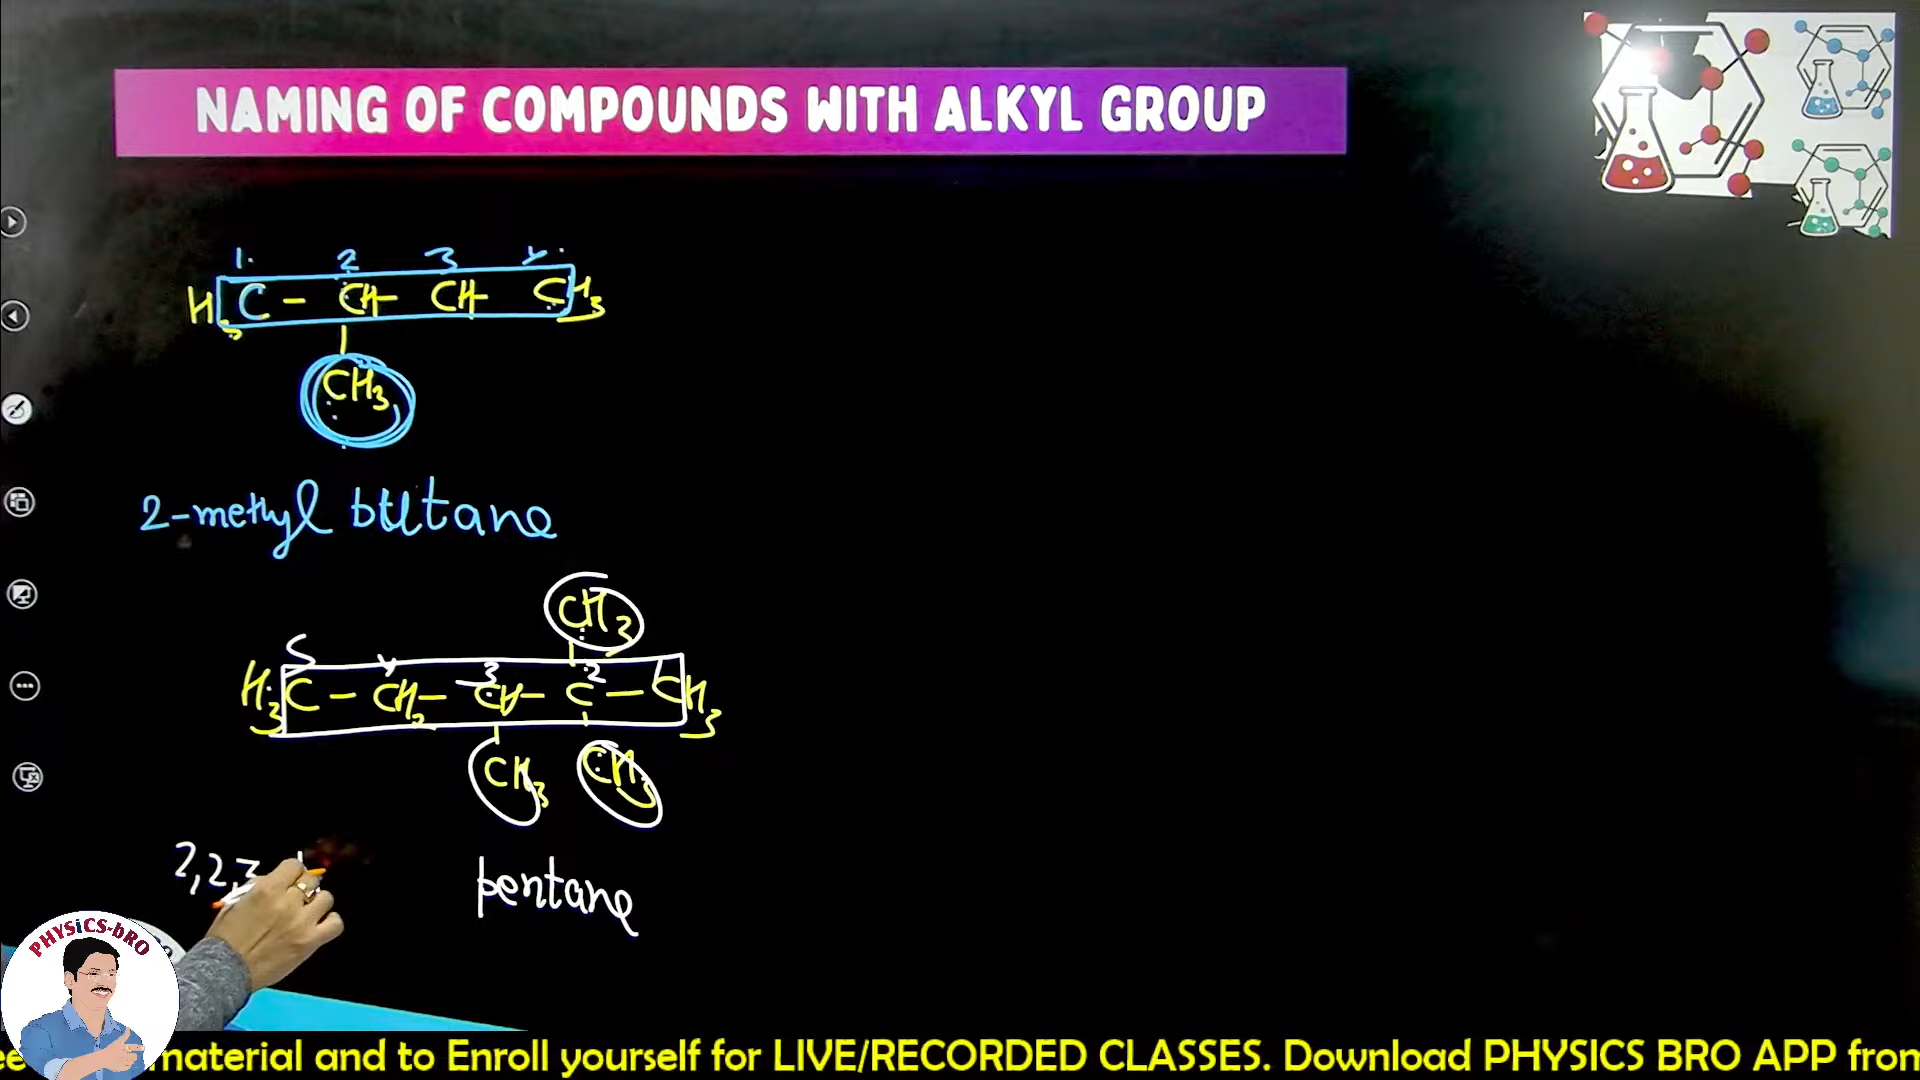 NAMING OF COMPOUNDS WITH ALKYL GROUP
1 2 3 4
H3C - CH - CH CH3
CH3
2-methyl butane
CH3
5 4 3 2 1
H3C - CH2 - CH - C - CH3
CH3 CH3
2,2,3 pentane
PHYSiCS-bRO
material and to Enroll yourself for LIVE/RECORDED CLASSES. Download PHYSICS BRO APP from